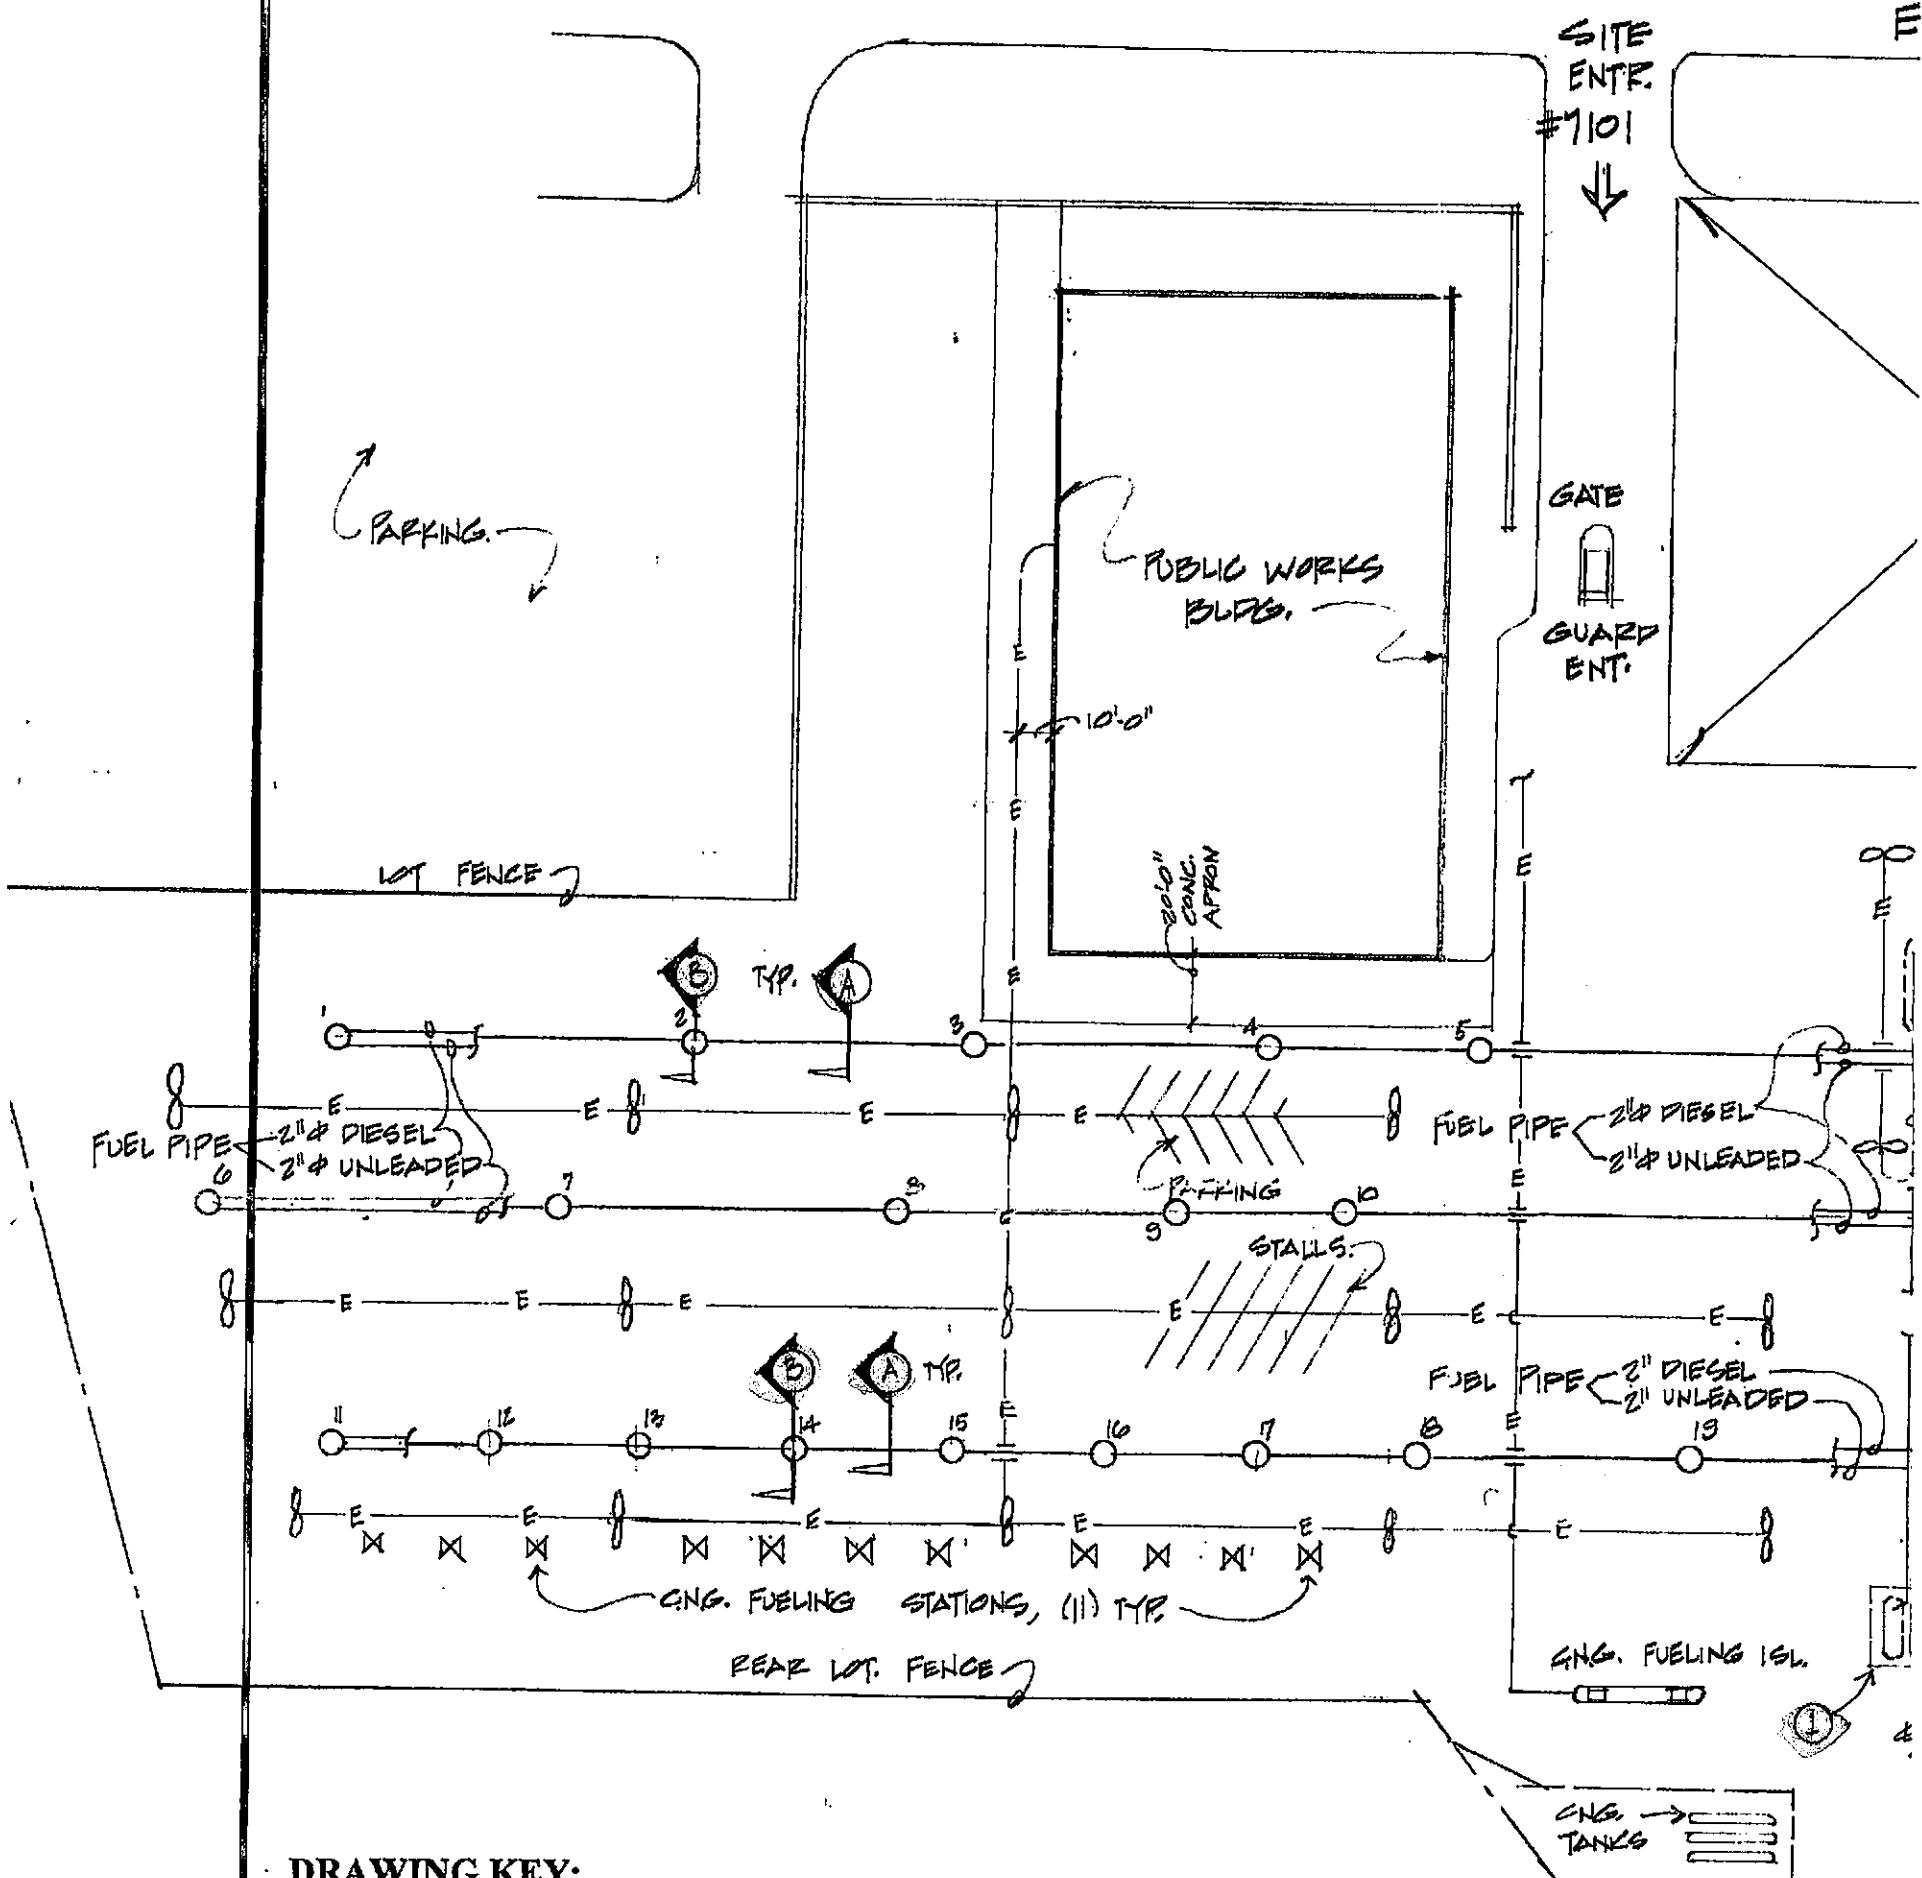 SITE
ENTR.
#7101
E
PARKING.
GATE
PUBLIC WORKS
BLDG.
GUARD
ENT.
E
10'-0"
E
E
LOT FENCE
20'-0"
CONC.
APRON
E
E
B
TYP.
A
1
2
3
4
5
E
E
E
E
FUEL PIPE
2"Φ DIESEL
2"Φ UNLEADED
FUEL PIPE
2"Φ DIESEL
2"Φ UNLEADED
E
6
7
8
9
10
PARKING
E
STALLS.
E
E
E
E
E
E
B
A
TYP.
FUEL PIPE
2" DIESEL
2" UNLEADED
E
E
11
12
13
14
15
16
17
18
19
E
E
E
E
E
E
CNG. FUELING STATIONS, (11) TYP.
REAR LOT. FENCE
CNG. FUELING ISL.
1
CNG.
TANKS
DRAWING KEY: